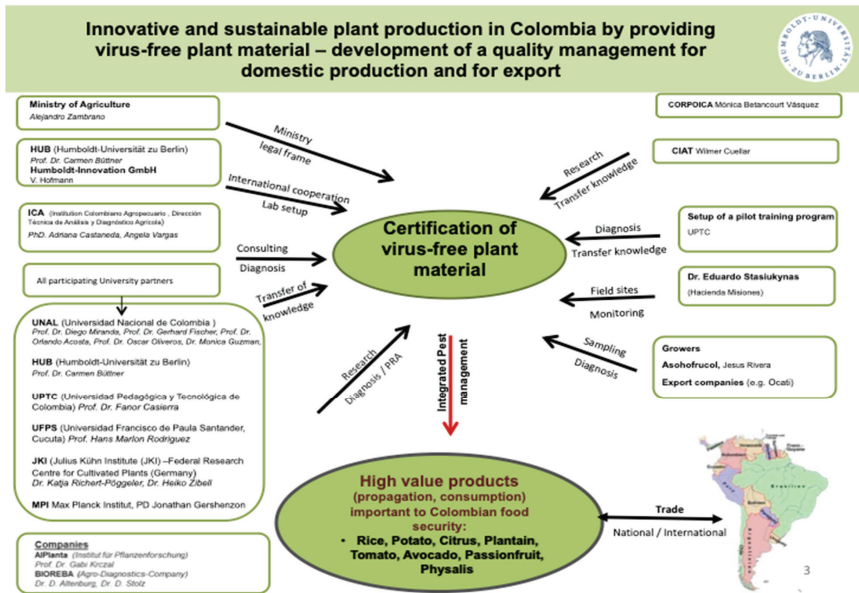 Innovative and sustainable plant production in Colombia by providing
virus-free plant material – development of a quality management for
domestic production and for export
HUMBOLDT-UNIVERSITÄT ZU BERLIN
Ministry of Agriculture
Alejandro Zambrano
HUB (Humboldt-Universität zu Berlin)
Prof. Dr. Carmen Büttner
Humboldt-Innovation GmbH
V. Hofmann
ICA (Institution Colombiano Agropecuario , Dirección
Técnica de Análisis y Diagnóstico Agrícola)
PhD. Adriana Castaneda, Angela Vargas
All participating University partners
UNAL (Universidad Nacional de Colombia )
Prof. Dr. Diego Miranda, Prof. Dr. Gerhard Fischer, Prof. Dr.
Orlando Acosta, Prof. Dr. Oscar Oliveros, Dr. Monica Guzman,
HUB (Humboldt-Universität zu Berlin)
Prof. Dr. Carmen Büttner
UPTC (Universidad Pedagógica y Tecnológica de
Colombia) Prof. Dr. Fanor Casierra
UFPS (Universidad Francisco de Paula Santander,
Cucuta) Prof. Hans Marlon Rodriguez
JKI (Julius Kühn Institute (JKI) –Federal Research
Centre for Cultivated Plants (Germany)
Dr. Katja Richert-Pöggeler, Dr. Heiko Zibell
MPI Max Planck Institut, PD Jonathan Gershenzon
Companies
AlPlanta (Institut für Pflanzenforschung)
Prof. Dr. Gabi Krczal
BIOREBA (Agro-Diagnostics-Company)
Dr. D. Altenburg, Dr. D. Stolz
Ministry
legal frame
International cooperation
Lab setup
Consulting
Diagnosis
Transfer of
knowledge
Research
Diagnosis / PRA
Certification of
virus-free plant
material
Integrated Pest
management
High value products
(propagation, consumption)
important to Colombian food
security:
• Rice, Potato, Citrus, Plantain,
Tomato, Avocado, Passionfruit,
Physalis
CORPOICA Mónica Betancourt Vásquez
CIAT Wilmer Cuellar
Setup of a pilot training program
UPTC
Dr. Eduardo Stasiukynas
(Hacienda Misiones)
Growers
Asohofrucol, Jesus Rivera
Export companies (e.g. Ocati)
Research
Transfer knowledge
Diagnosis
Transfer knowledge
Field sites
Monitoring
Sampling
Diagnosis
Trade
National / International
3